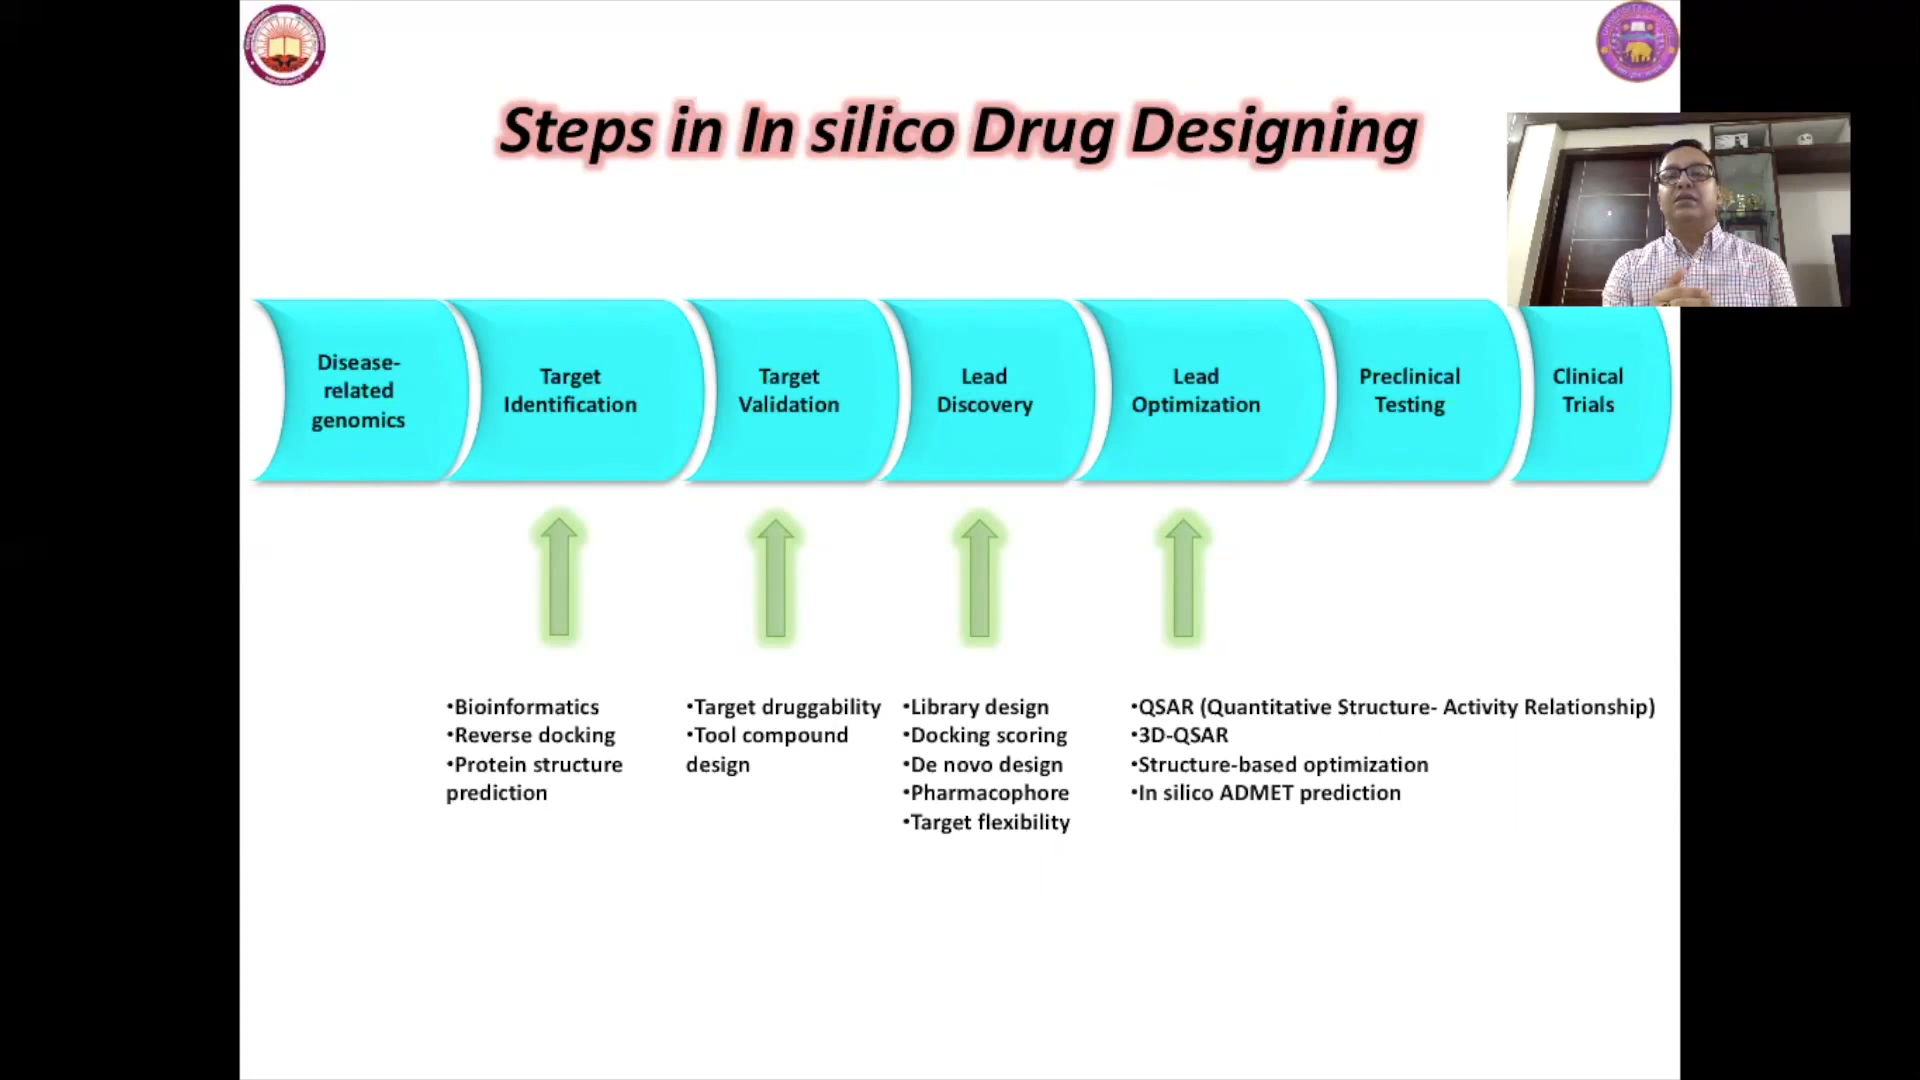 Steps in In silico Drug Designing
Disease-
related
genomics
Target
Identification
Target
Validation
Lead
Discovery
Lead
Optimization
Preclinical
Testing
Clinical
Trials
•Bioinformatics
•Reverse docking
•Protein structure
prediction
•Target druggability
•Tool compound
design
•Library design
•Docking scoring
•De novo design
•Pharmacophore
•Target flexibility
•QSAR (Quantitative Structure- Activity Relationship)
•3D-QSAR
•Structure-based optimization
•In silico ADMET prediction